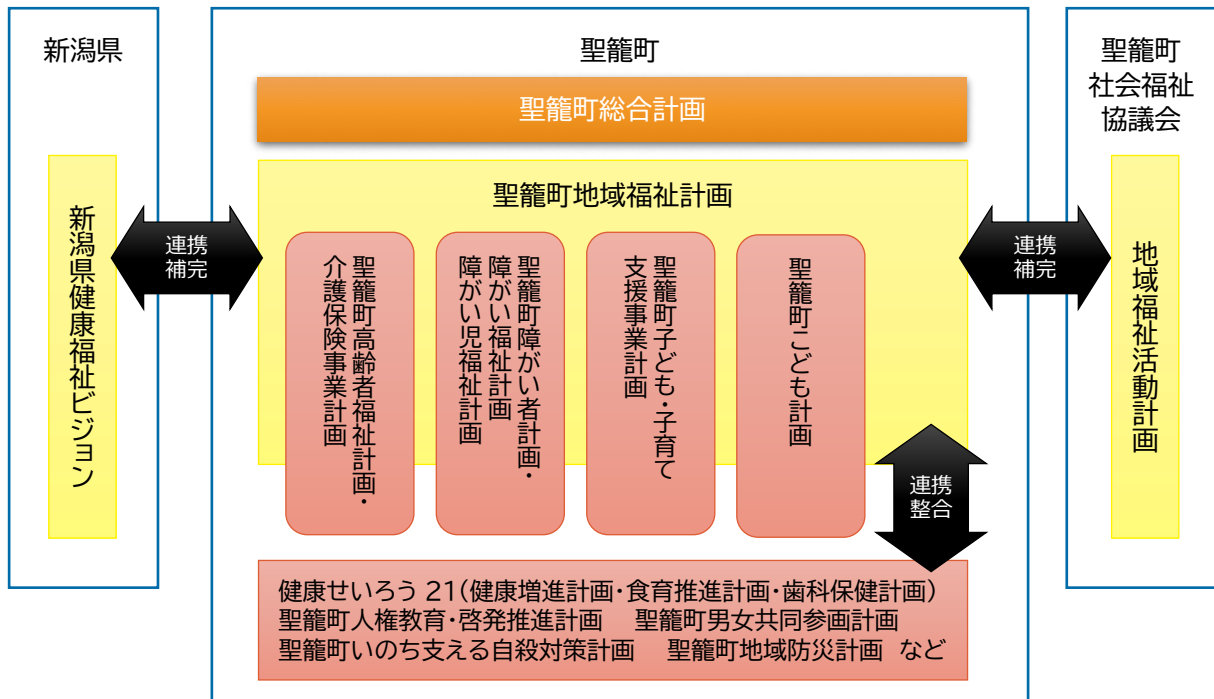 新潟県
新潟県健康福祉ビジョン
連携
補完
聖籠町
聖籠町総合計画
聖籠町地域福祉計画
聖籠町高齢者福祉計画・
介護保険事業計画
聖籠町障がい者計画・
障がい福祉計画・
障がい児福祉計画
聖籠町子ども・子育て
支援事業計画
聖籠町こども計画
連携
整合
健康せいろう 21(健康増進計画・食育推進計画・歯科保健計画)
聖籠町人権教育・啓発推進計画 聖籠町男女共同参画計画
聖籠町いのち支える自殺対策計画 聖籠町地域防災計画 など
連携
補完
聖籠町
社会福祉
協議会
地域福祉活動計画